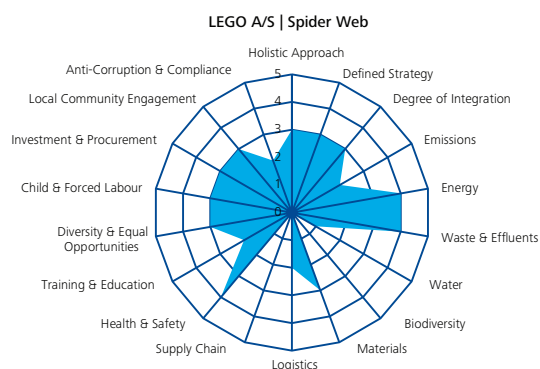 LEGO A/S | Spider Web
Holistic Approach
Defined Strategy
Degree of Integration
Emissions
Energy
Waste & Effluents
Water
Biodiversity
Materials
Logistics
Supply Chain
Health & Safety
Training & Education
Diversity & Equal
Opportunities
Child & Forced Labour
Investment & Procurement
Local Community Engagement
Anti-Corruption & Compliance
5
4
3
2
1
0